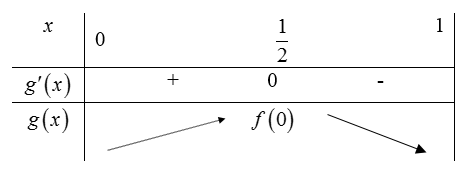 x 0 1/2 1
g′(x) + 0 -
g(x) f(0)